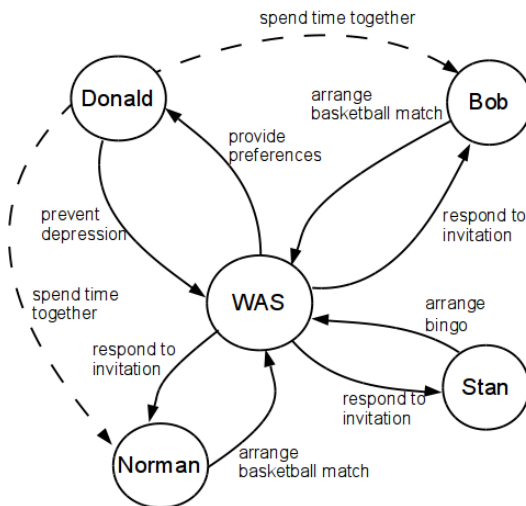 spend time together
Donald
Bob
arrange
basketball match
provide
preferences
prevent
depression
respond to
invitation
spend time
together
WAS
arrange
bingo
respond to
invitation
Stan
respond to
invitation
Norman
arrange
basketball match